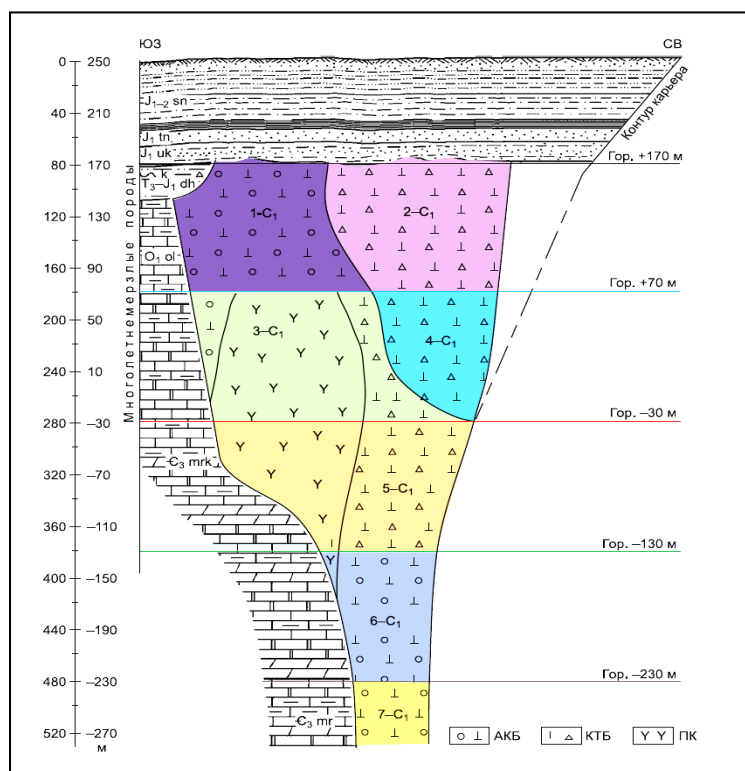 ЮЗ
СВ
0
250
40
210
80
170
120
130
160
90
200
50
240
10
280
–30
320
–70
360
–110
400
–150
440
–190
480
–230
520
–270
м
Многолетнемерзлые породы
J₁₋₂ sn
J₁ tn
J₁ uk
k
T₃–J₁ dh
O₁ ol
Є₃ mrk
Є₃ mr
Контур карьера
Гор. +170 м
Гор. +70 м
Гор. –30 м
Гор. –130 м
Гор. –230 м
1-C₁
2–C₁
3–C₁
4–C₁
5–C₁
6–C₁
7–C₁
АКБ
КТБ
ПК